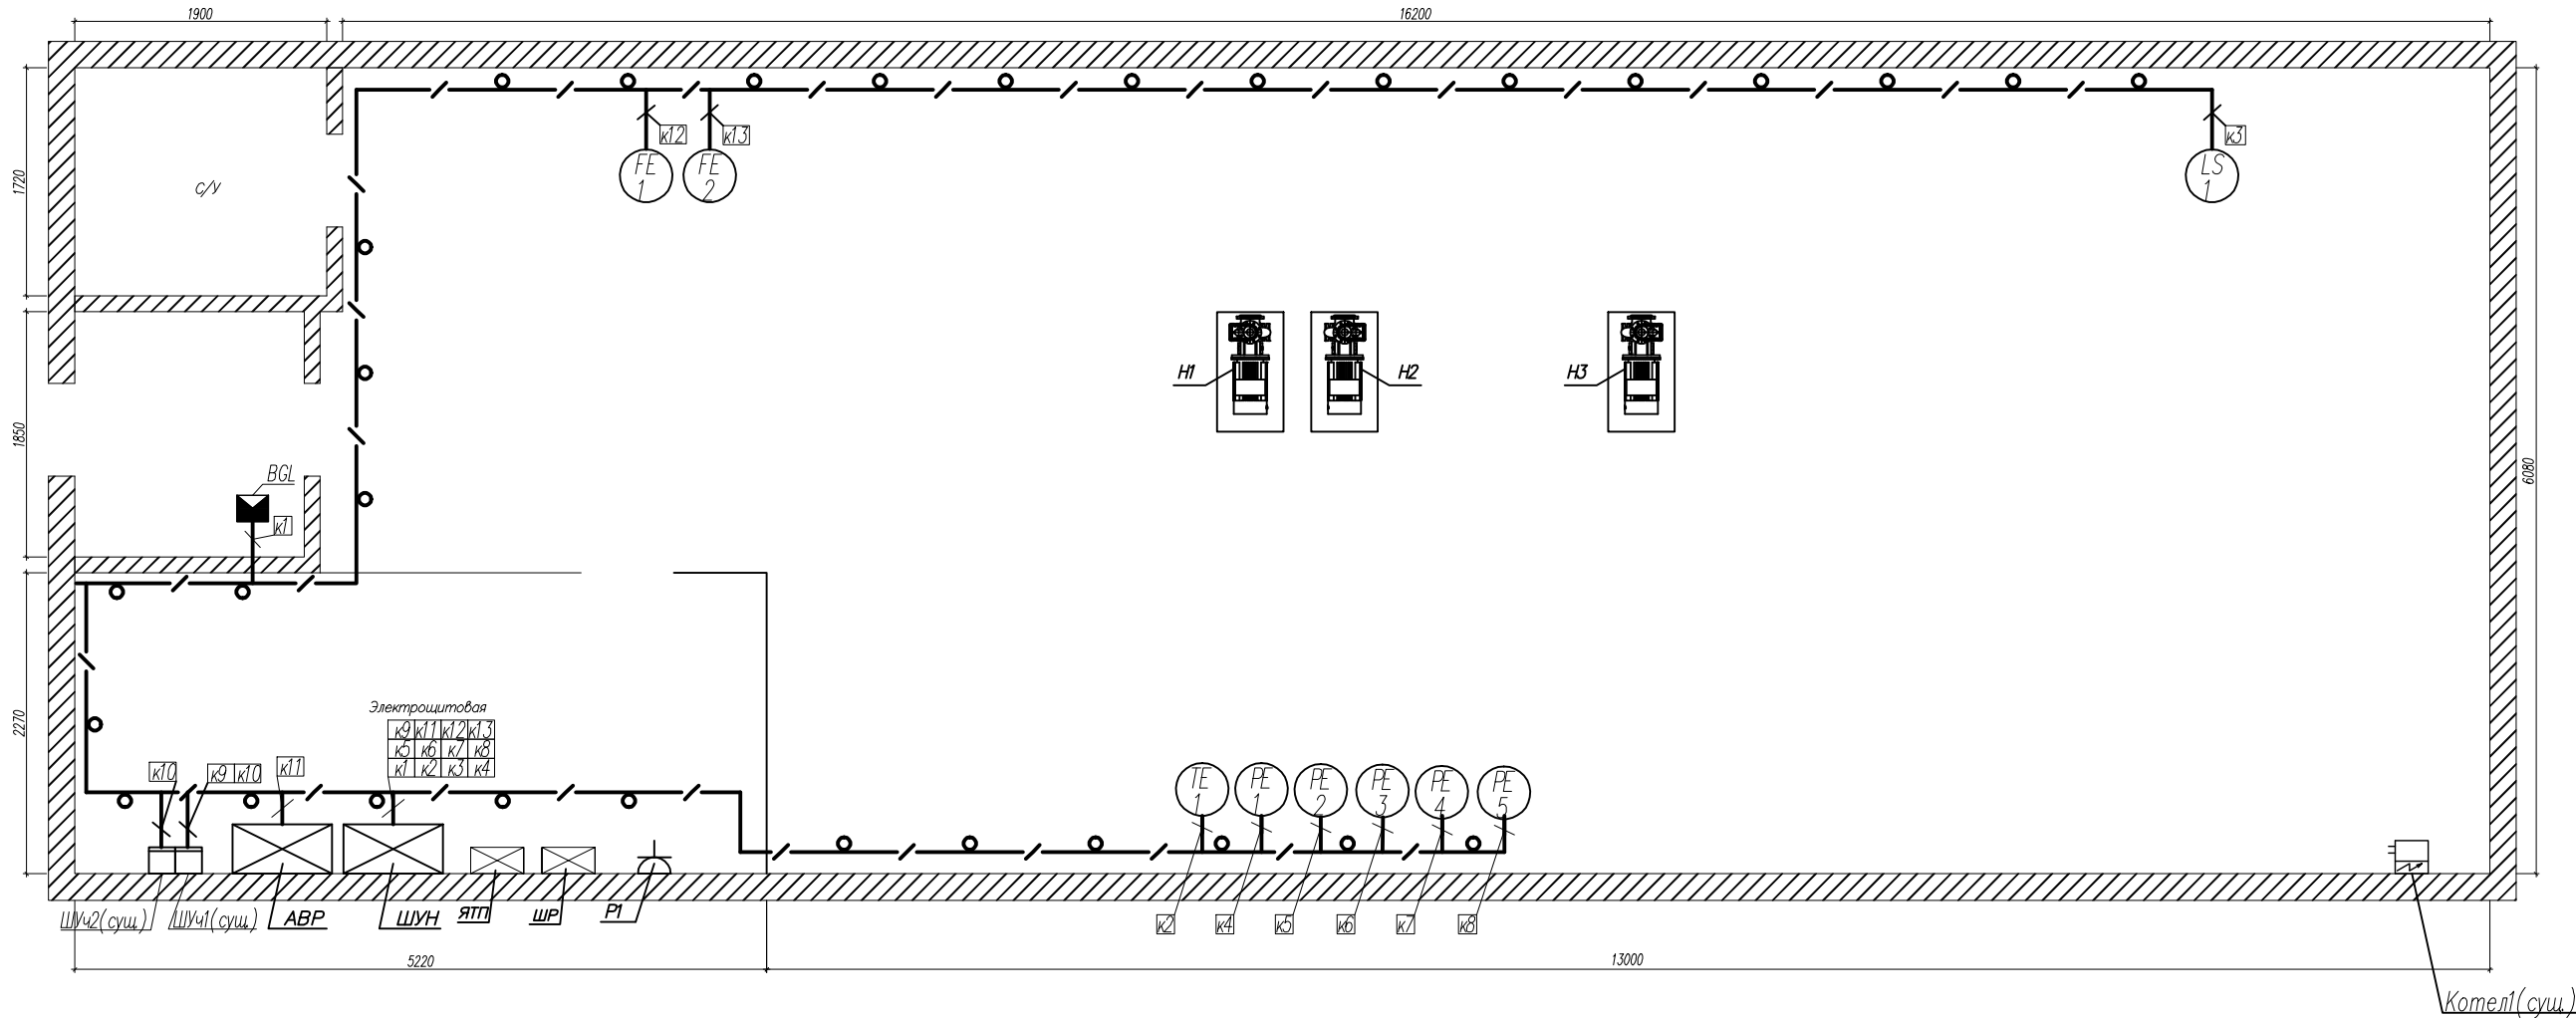 1900
16200
к12
к13
к3
FE
1
FE
2
LS
1
1720
с/у
Н1
Н2
Н3
1850
6080
BGL
к1
2270
Электрощитовая
к9 к11 к12 к13
к5 к6 к7 к8
к1 к2 к3 к4
к10
к9 к10
к11
TE
1
PE
1
PE
2
PE
3
PE
4
PE
5
ШУч2(сущ.)
ШУч1(сущ.)
АВР
ШУН
ЯТП
ШР
Р1
к2
к4
к5
к6
к7
к8
5220
13000
Котел1(сущ.)